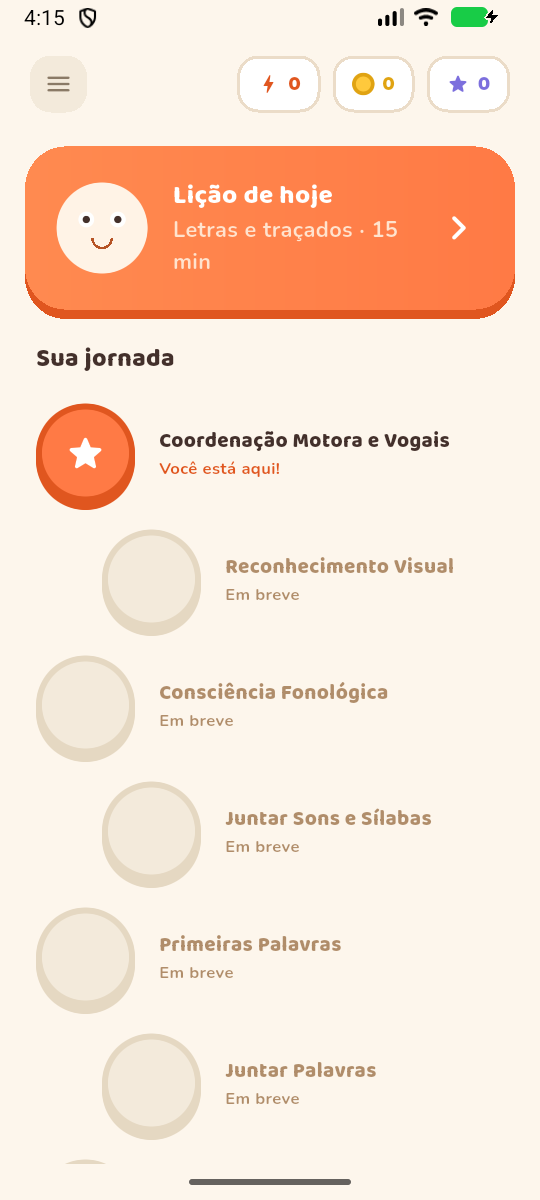 4:15
0
0
0
Lição de hoje
Letras e traçados · 15
min
Sua jornada
Coordenação Motora e Vogais
Você está aqui!
Reconhecimento Visual
Em breve
Consciência Fonológica
Em breve
Juntar Sons e Sílabas
Em breve
Primeiras Palavras
Em breve
Juntar Palavras
Em breve